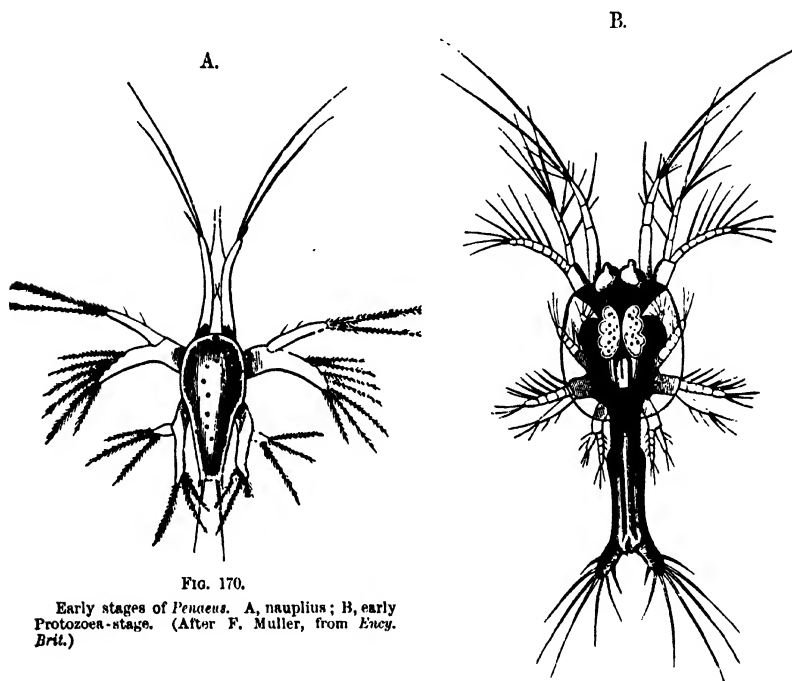 A.
B.
FIG. 170.
Early stages of Penaeus. A, nauplius; B, early
Protozoea-stage. (After F. Muller, from Ency.
Brit.)